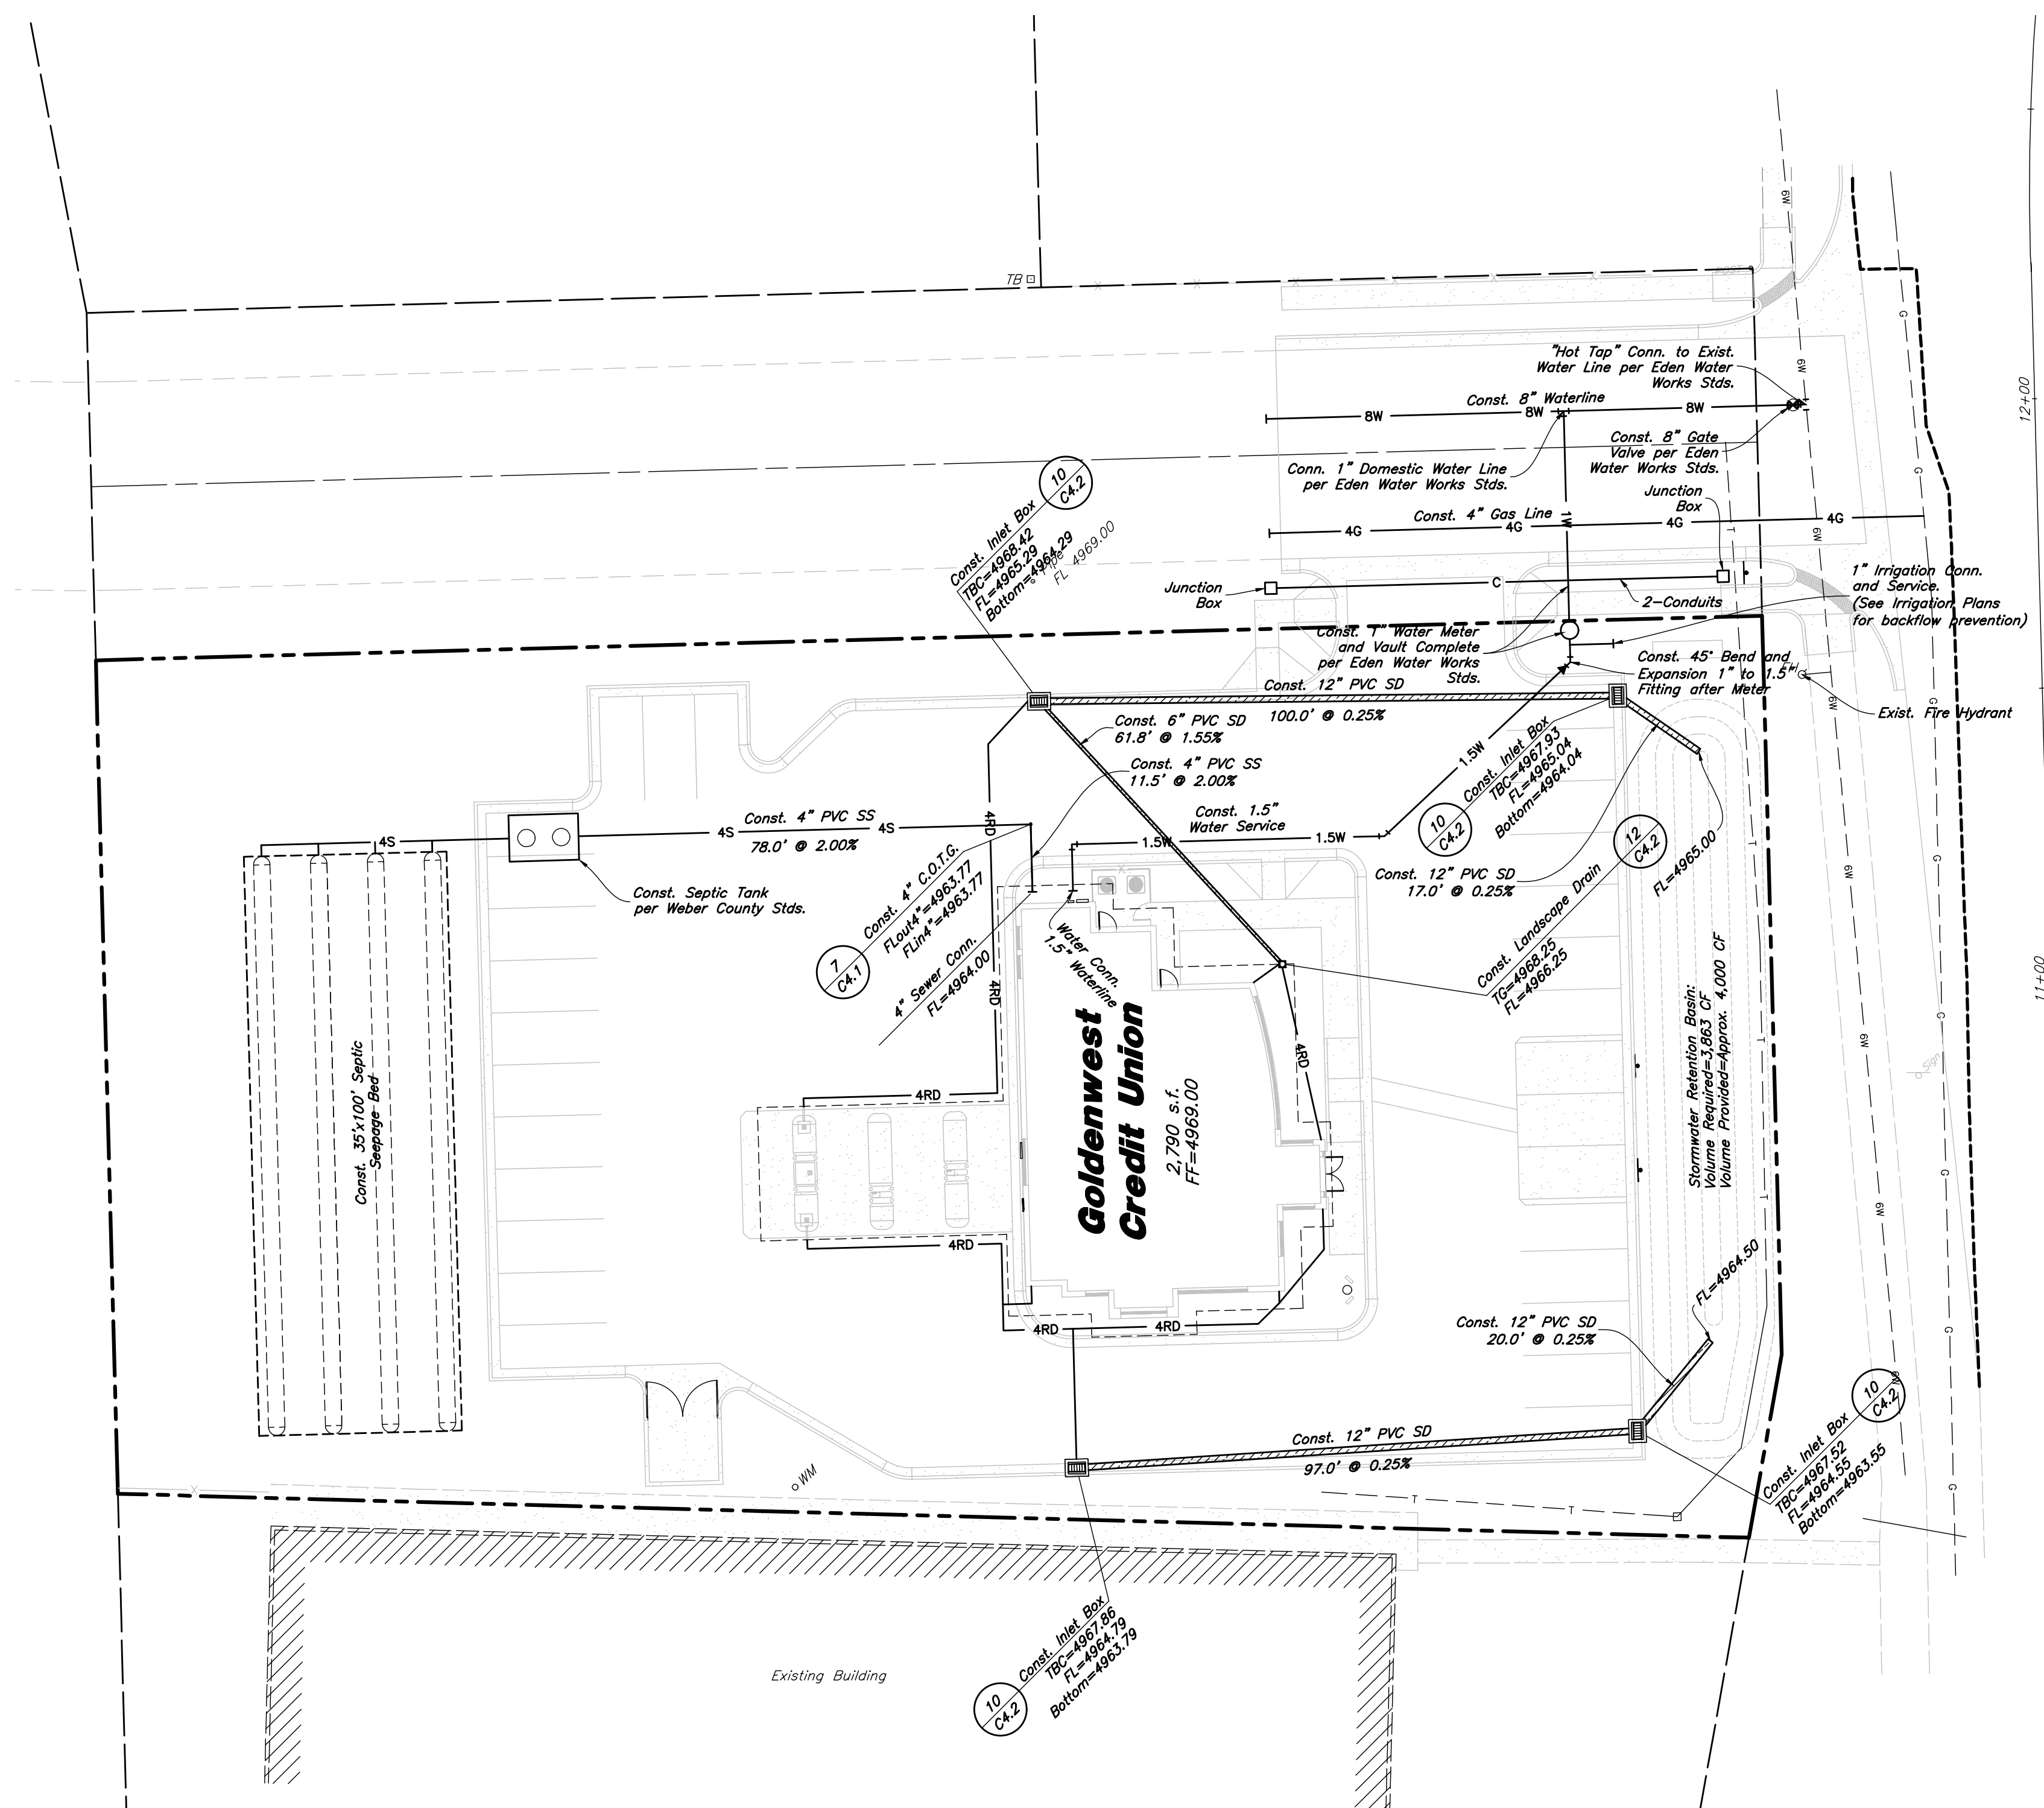 TB
"Hot Tap" Conn. to Exist.
Water Line per Eden Water
Works Stds.
Const. 8" Waterline
8W
8W
8W
Const. 8" Gate
Valve per Eden
Water Works Stds.
Conn. 1" Domestic Water Line
per Eden Water Works Stds.
Junction
Box
Const. 4" Gas Line
4G
4G
4G
4G
1W
Junction
Box
C
2-Conduits
1" Irrigation Conn.
and Service.
(See Irrigation Plans
for backflow prevention)
Const. 1" Water Meter
and Vault Complete
per Eden Water Works
Stds.
Const. 45° Bend and
Expansion 1" to 1.5"
Fitting after Meter
FH
Exist. Fire Hydrant
10
C4.2
Const. Inlet Box
TBC=4968.42
FL=4965.29
Bottom=4964.29
Pipe
FL 4969.00
Const. 12" PVC SD
100.0' @ 0.25%
Const. 6" PVC SD
61.8' @ 1.55%
Const. 4" PVC SS
11.5' @ 2.00%
1.5W
10
C4.2
Const. Inlet Box
TBC=4967.93
FL=4965.04
Bottom=4964.04
Const. 1.5"
Water Service
1.5W
1.5W
4S
4S
4S
Const. 4" PVC SS
78.0' @ 2.00%
Const. Septic Tank
per Weber County Stds.
7
C4.1
Const. 4" C.O.T.G.
FLout4"=4963.77
FLin4"=4963.77
4" Sewer Conn.
FL=4964.00
Water Conn.
1.5" Waterline
4RD
4RD
4RD
4RD
4RD
4RD
4RD
Const. 12" PVC SD
17.0' @ 0.25%
12
C4.2
Const. Landscape Drain
TG=4968.25
FL=4966.25
FL=4965.00
Const. 35'x100' Septic
Seepage Bed
Goldenwest
Credit Union
2,790 s.f.
FF=4969.00
Stormwater Retention Basin:
Volume Required=3,863 CF
Volume Provided=Approx. 4,000 CF
FL=4964.50
Const. 12" PVC SD
20.0' @ 0.25%
10
C4.2
Const. Inlet Box
TBC=4967.52
FL=4964.55
Bottom=4963.55
Const. 12" PVC SD
97.0' @ 0.25%
WM
10
C4.2
Const. Inlet Box
TBC=4967.86
FL=4964.79
Bottom=4963.79
Existing Building
12+00
11+00
Sign
6W
6W
6W
6W
6W
6W
6W
6W
G
G
G
G
G
G
G
G
T
T
T
T
T
T